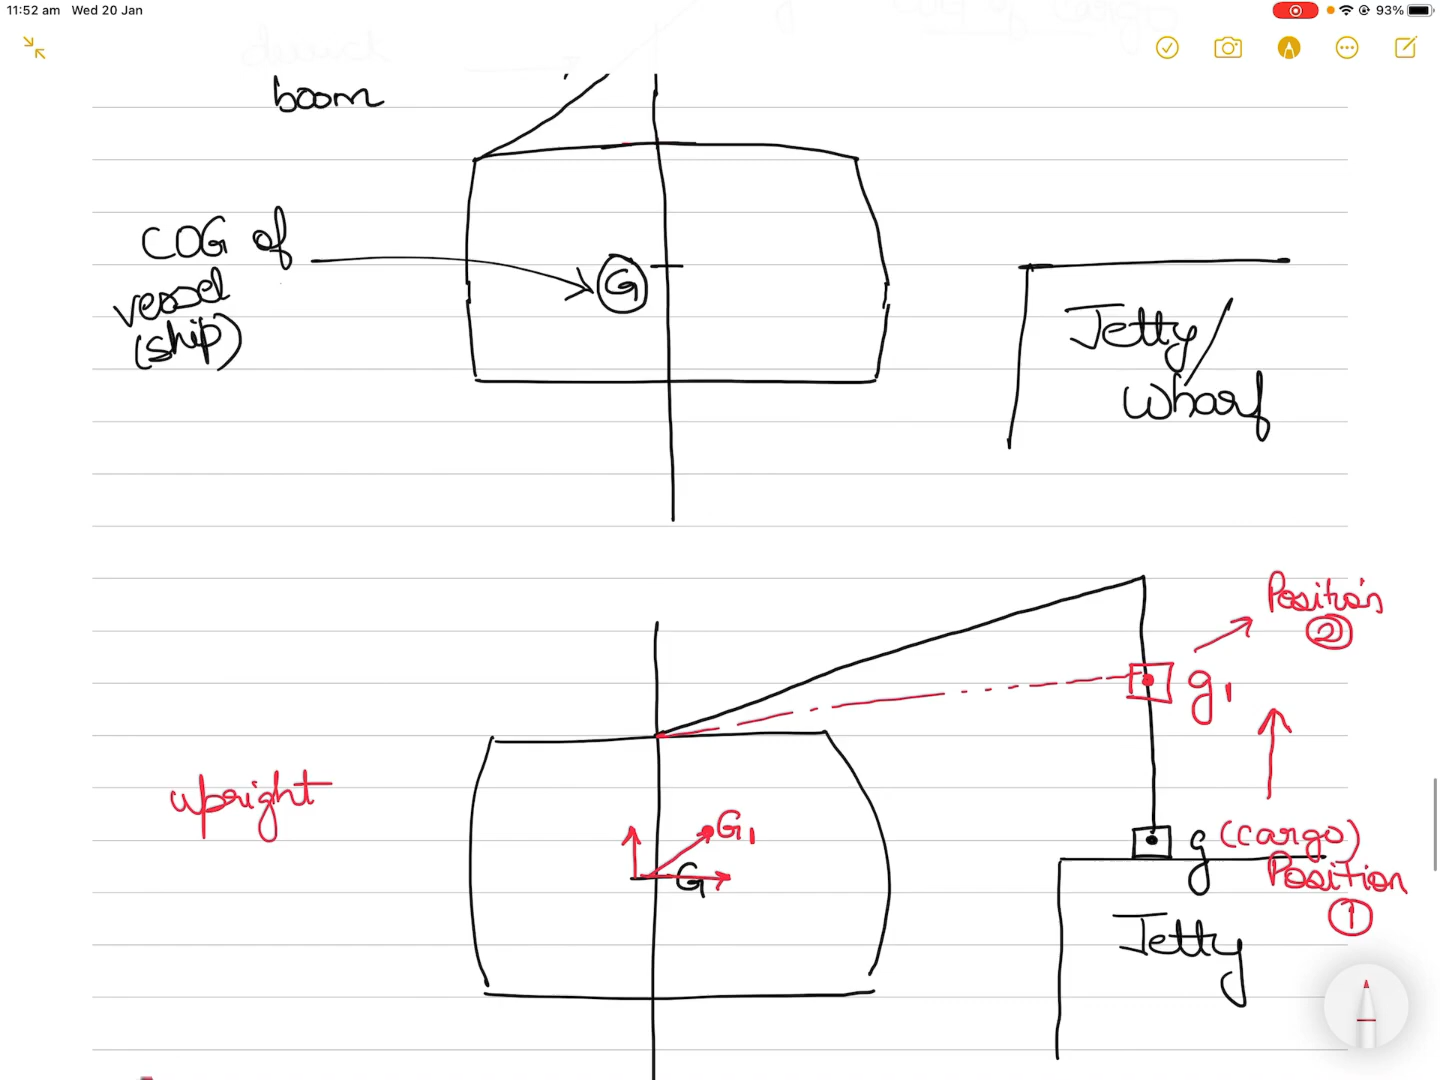 11:52 am Wed 20 Jan
93%
boom
COG of
vessel
(ship)
G
Jetty/
wharf
Position
②
g₁
upright
G₁
G
g (cargo)
Position
①
Jetty